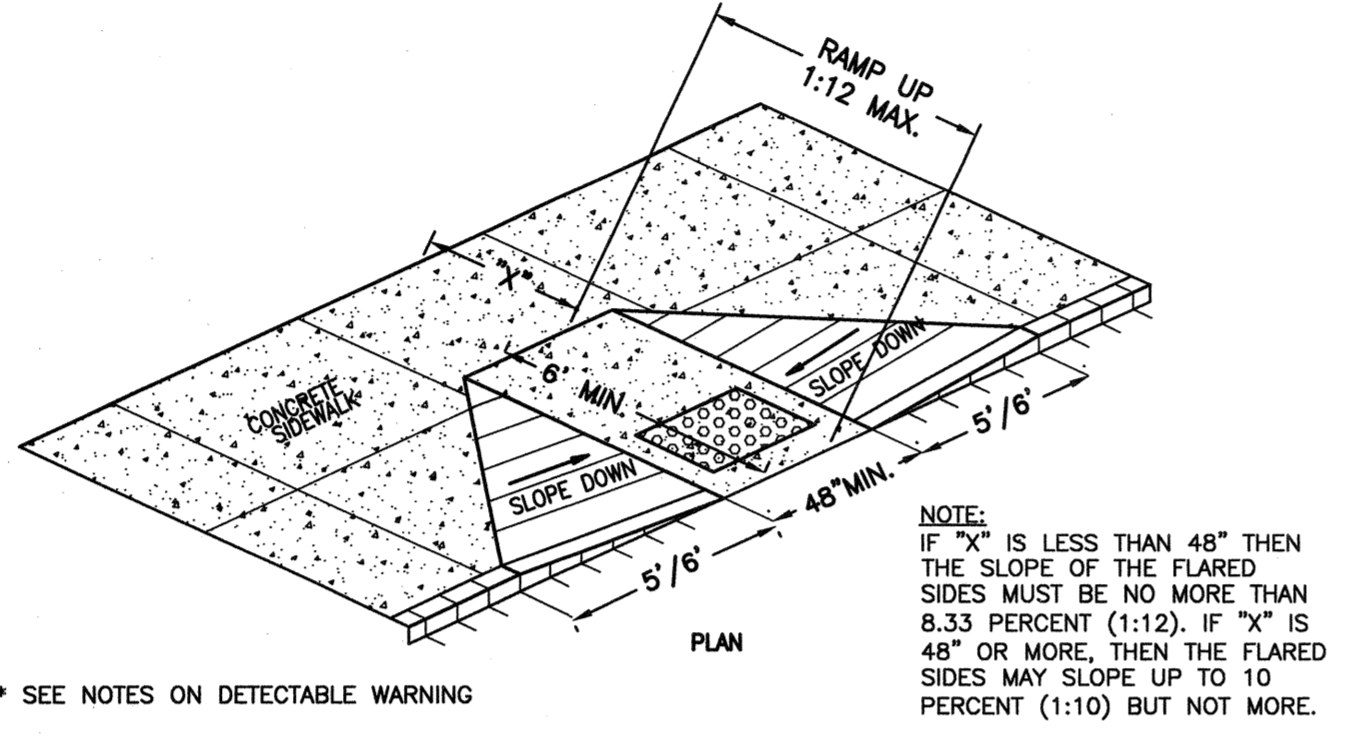 RAMP UP
1:12 MAX.
"X"
6' MIN.
CONCRETE
SIDEWALK
SLOPE DOWN
SLOPE DOWN
5'/6'
48"MIN.
5'/6'
PLAN
NOTE:
IF "X" IS LESS THAN 48" THEN
THE SLOPE OF THE FLARED
SIDES MUST BE NO MORE THAN
8.33 PERCENT (1:12). IF "X" IS
48" OR MORE, THEN THE FLARED
SIDES MAY SLOPE UP TO 10
PERCENT (1:10) BUT NOT MORE.
* SEE NOTES ON DETECTABLE WARNING